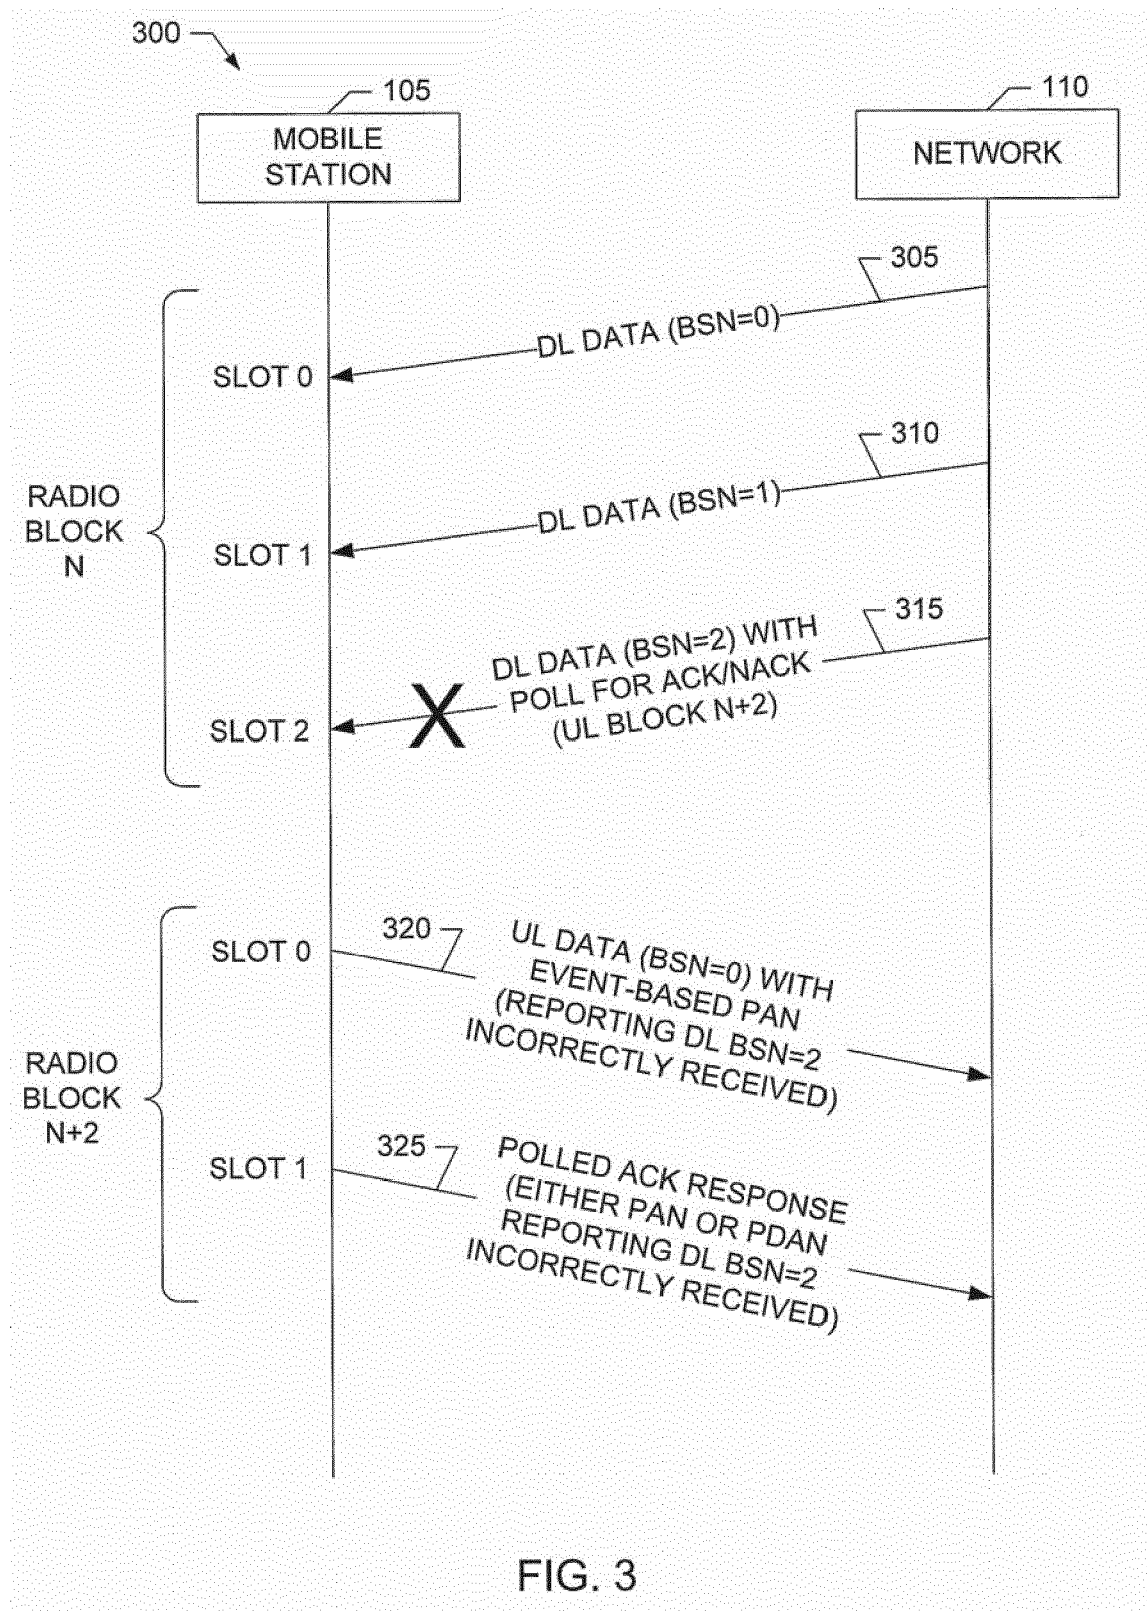 300
105
110
MOBILE
STATION
NETWORK
305
DL DATA (BSN=0)
SLOT 0
310
DL DATA (BSN=1)
SLOT 1
RADIO
BLOCK
N
315
DL DATA (BSN=2) WITH
POLL FOR ACK/NACK
(UL BLOCK N+2)
X
SLOT 2
SLOT 0
320
UL DATA (BSN=0) WITH
EVENT-BASED PAN
(REPORTING DL BSN=2
INCORRECTLY RECEIVED)
RADIO
BLOCK
N+2
SLOT 1
325
POLLED ACK RESPONSE
(EITHER PAN OR PDAN
REPORTING DL BSN=2
INCORRECTLY RECEIVED)
FIG. 3